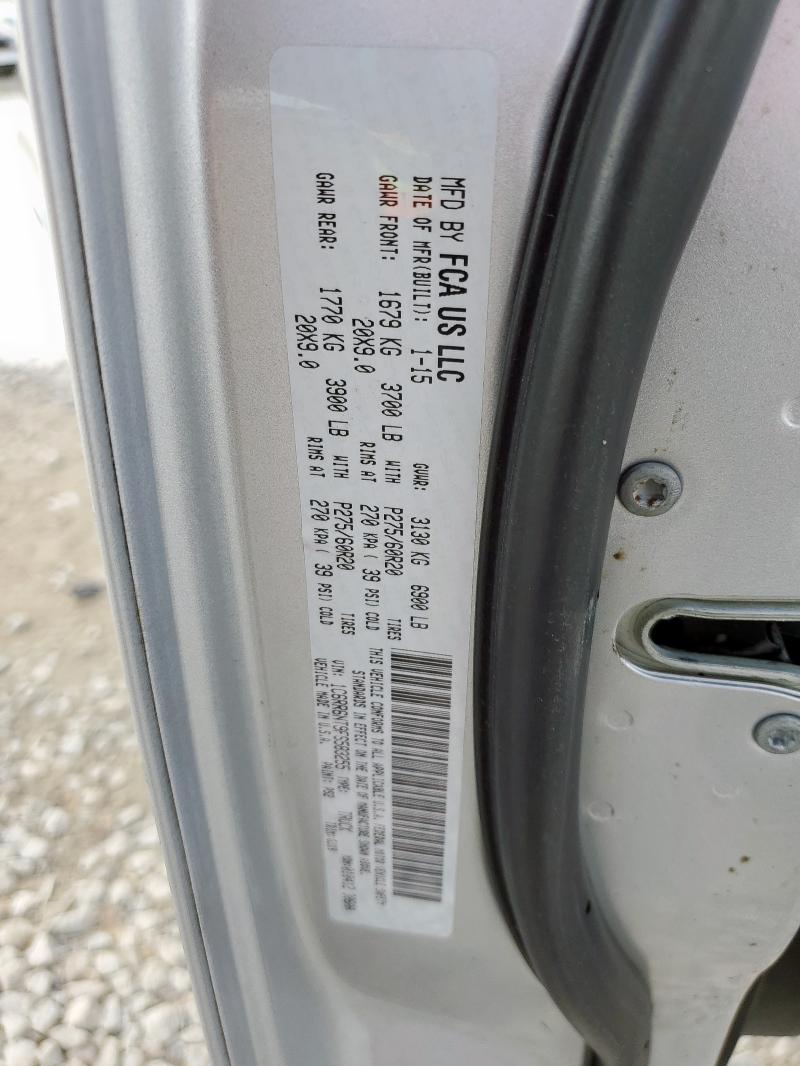 MFD BY FCA US LLC
DATE OF MFR(BUILT): 1-15 GVWR: 3130 KG 6900 LB
GAWR FRONT: 1679 KG 3700 LB WITH P275/60R20 TIRES
20X9.0 RIMS AT 270 KPA ( 39 PSI) COLD
GAWR REAR: 1770 KG 3900 LB WITH P275/60R20 TIRES
20X9.0 RIMS AT 270 KPA ( 39 PSI) COLD
THIS VEHICLE CONFORMS TO ALL APPLICABLE U.S.A. FEDERAL MOTOR VEHICLE SAFETY
STANDARDS IN EFFECT ON THE DATE OF MANUFACTURE SHOWN ABOVE.
VIN: TYPE: TRUCK
VEHICLE MADE IN U.S.A. PAINT: PS2 TRIM: